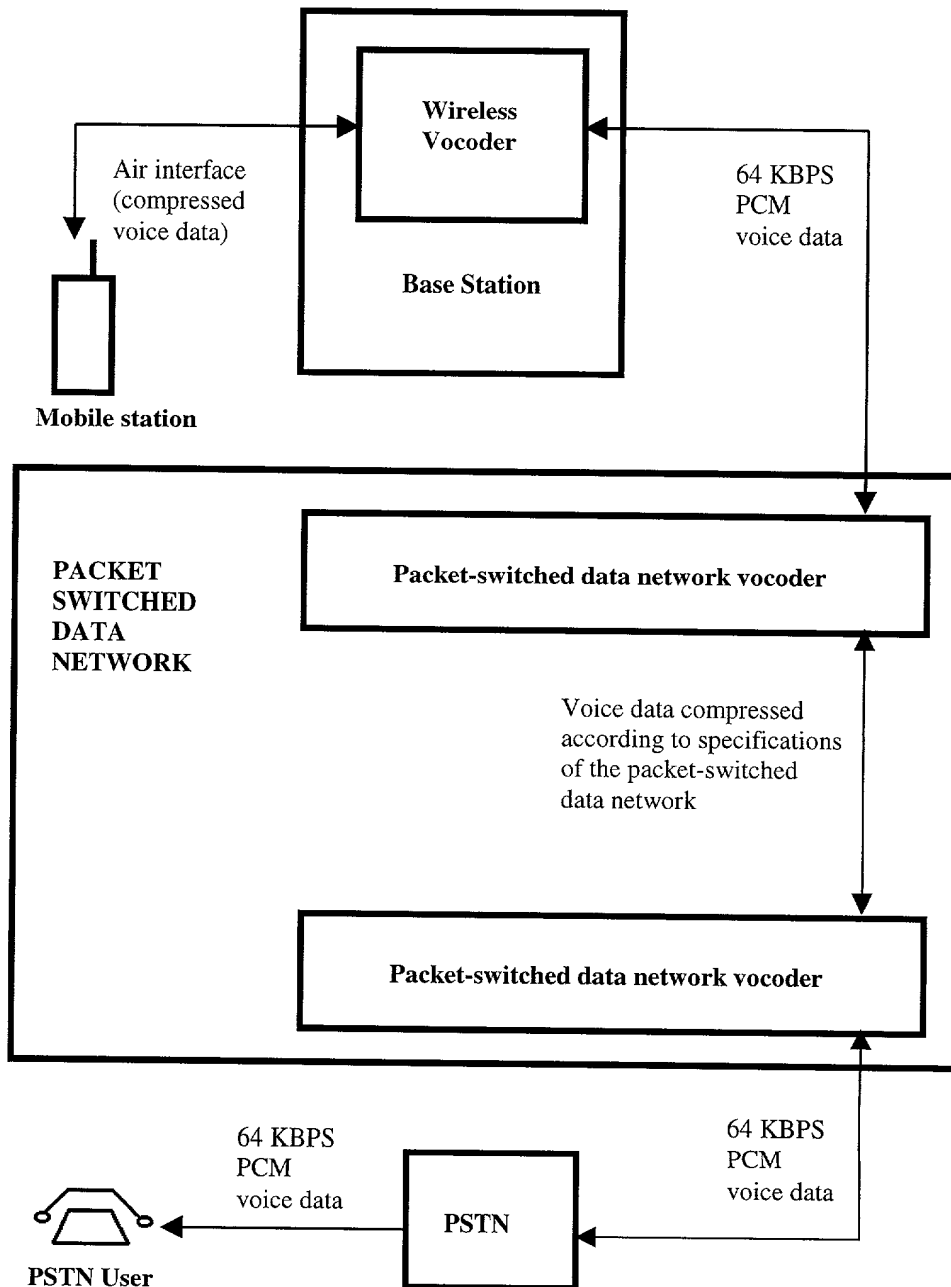 Wireless
Vocoder
Air interface
(compressed
voice data)
64 KBPS
PCM
voice data
Base Station
Mobile station
PACKET
SWITCHED
DATA
NETWORK
Packet-switched data network vocoder
Voice data compressed
according to specifications
of the packet-switched
data network
Packet-switched data network vocoder
64 KBPS
PCM
voice data
64 KBPS
PCM
voice data
PSTN
PSTN User